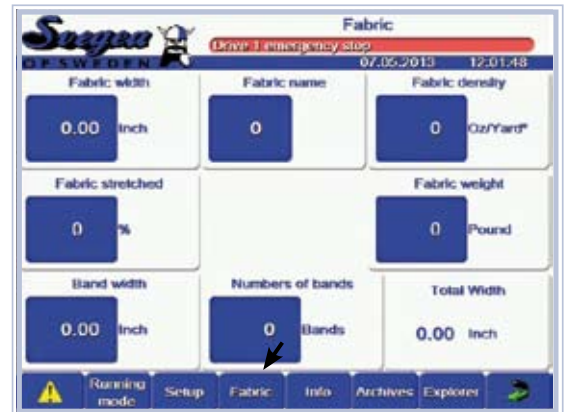 Fabric
Svegea
OF SWEDEN
Drive 1 emergency stop
07.05.2013 12:01:48
Fabric width
0.00 Inch
Fabric name
0
Fabric density
0 Oz/Yard²
Fabric stretched
0 %
Fabric weight
0 Pound
Band width
0.00 Inch
Numbers of bands
0 Bands
Total Width
0.00 Inch
Running mode
Setup
Fabric
Info
Archives
Explorer